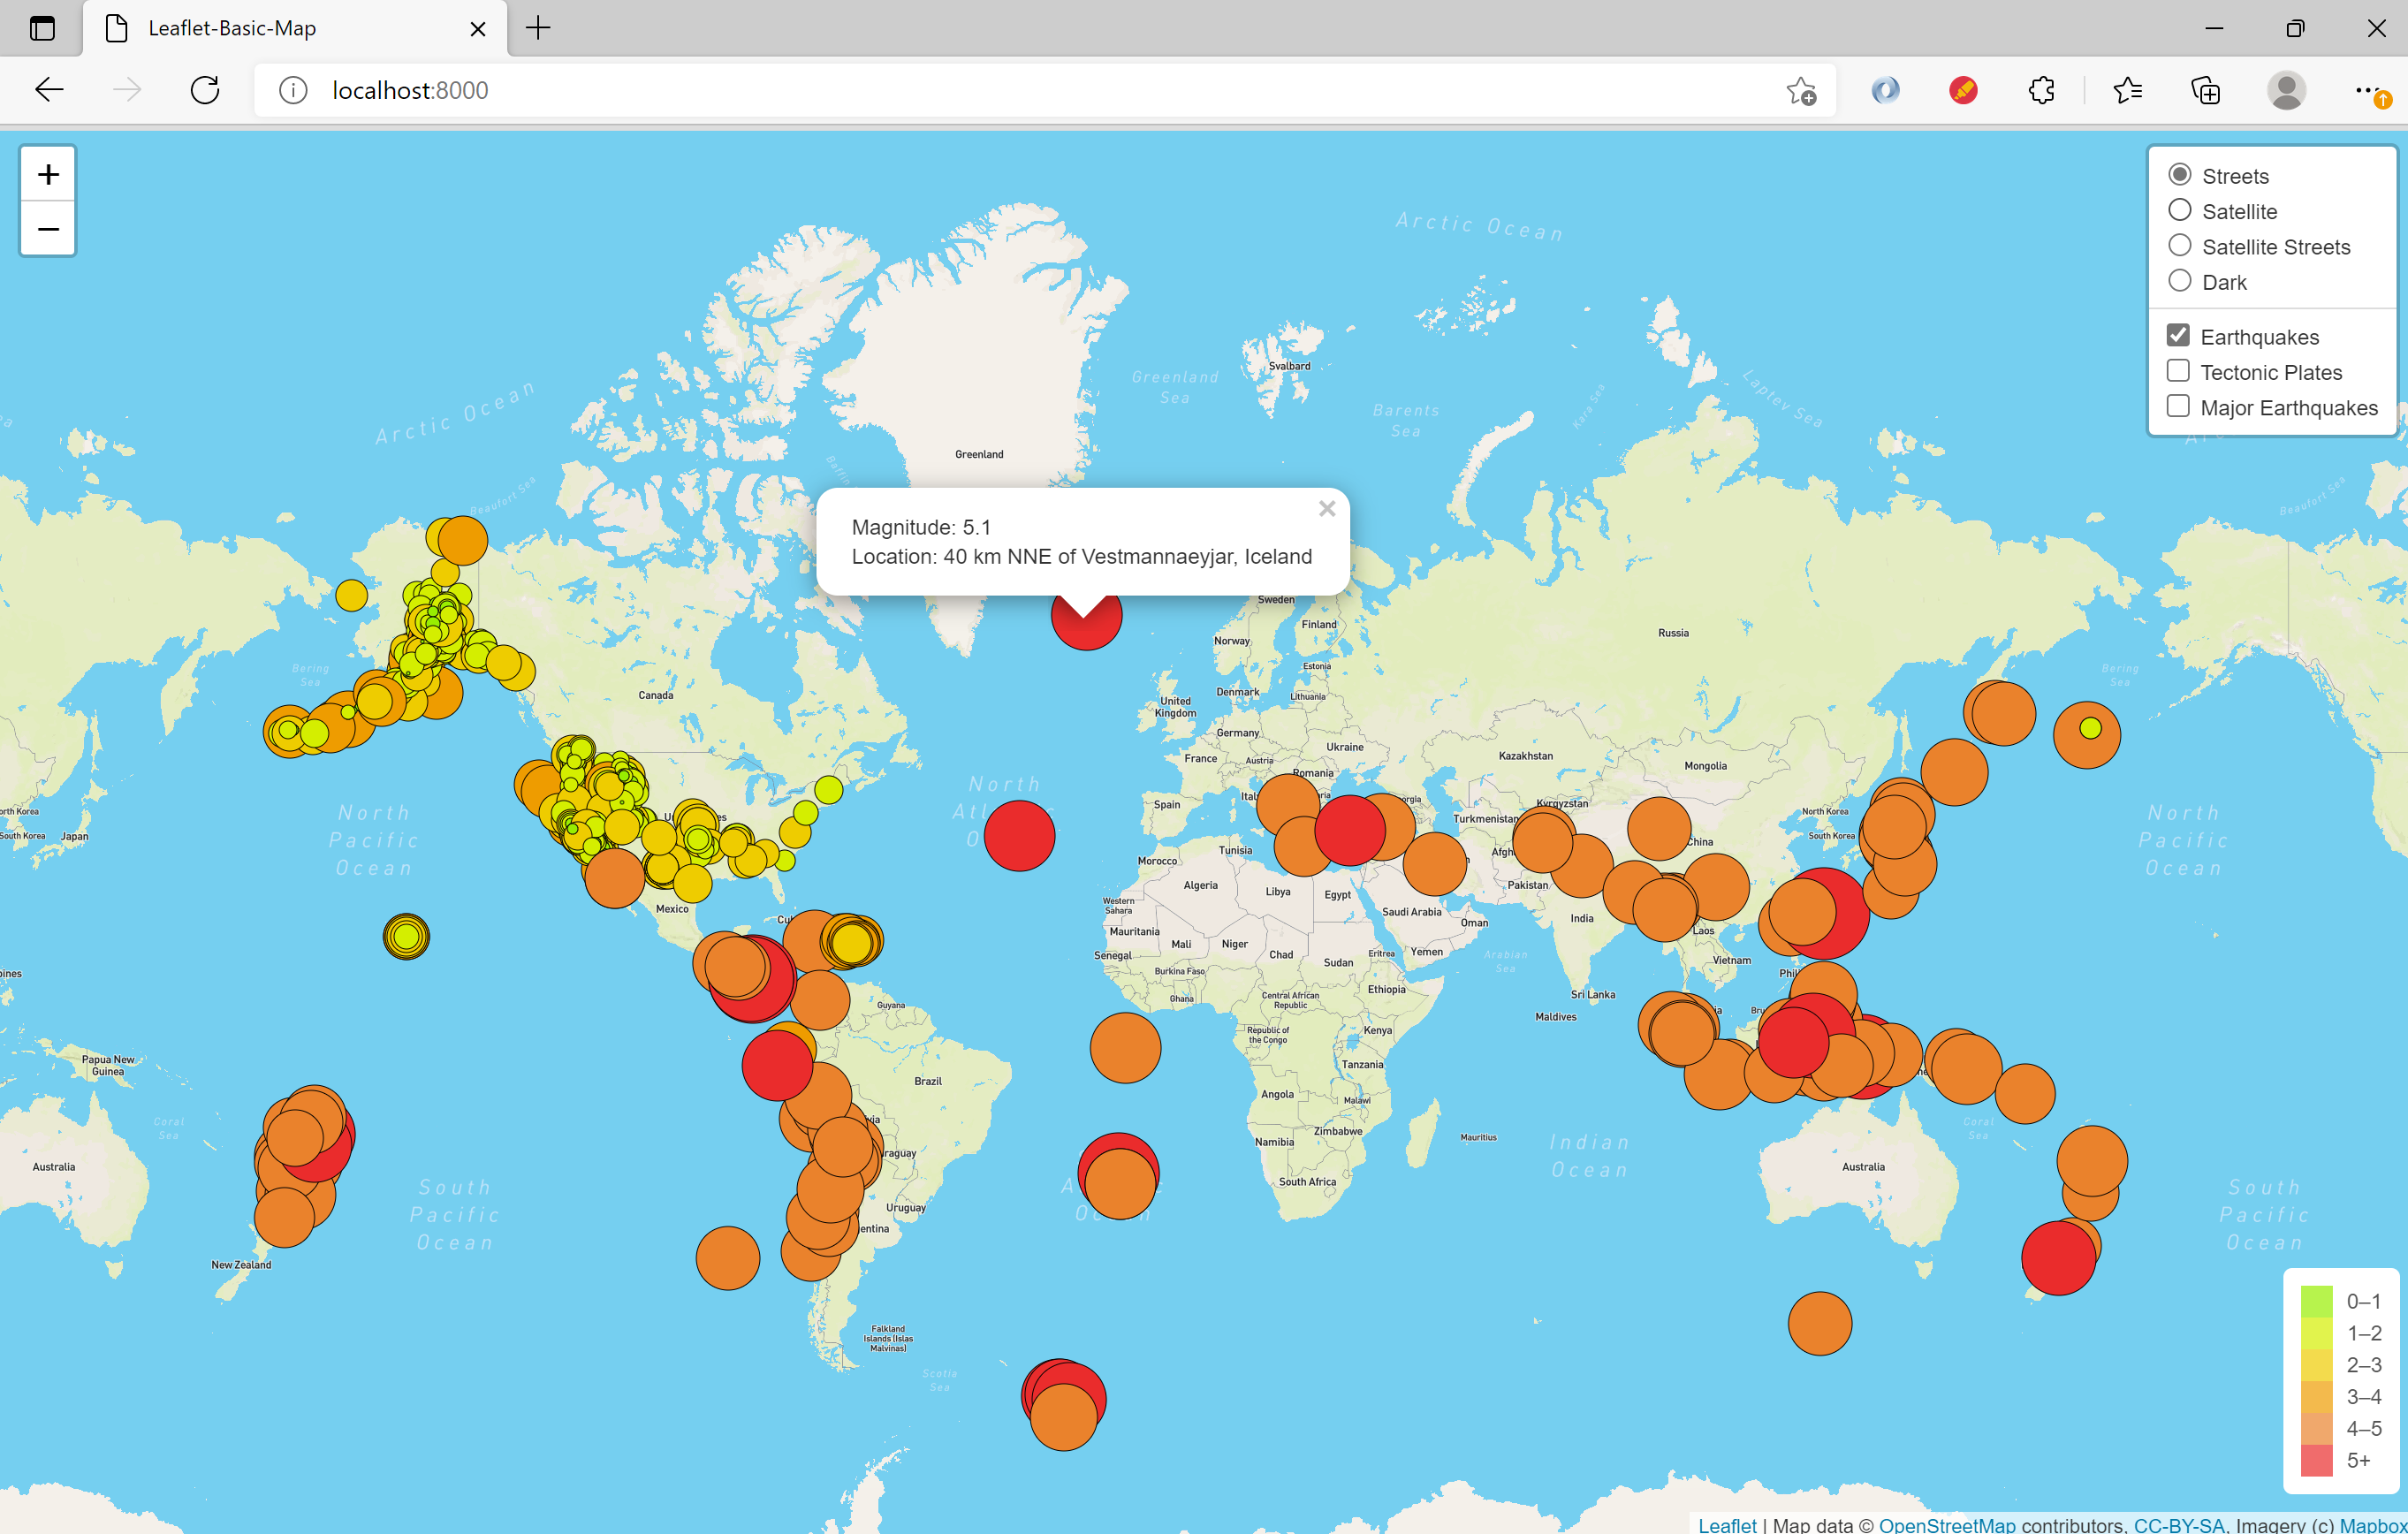 Leaflet-Basic-Map
localhost:8000
+
−
Streets
Satellite
Satellite Streets
Dark
Earthquakes
Tectonic Plates
Major Earthquakes
Arctic Ocean
Arctic Ocean
Greenland
Sea
Svalbard
Barents
Sea
Kara Sea
Laptev Sea
Beaufort Sea
Beaufort Sea
Greenland
Magnitude: 5.1
Location: 40 km NNE of Vestmannaeyjar, Iceland
Sweden
Finland
Norway
Russia
Estonia
Bering
Sea
Bering
Sea
Canada
Denmark
Lithuania
United
Kingdom
Germany
Ukraine
France
Austria
Romania
Kazakhstan
Mongolia
North
Spain
Kyrgyzstan
Turkmenistan
North Korea
South Korea
South Korea
Japan
North
Pacific
Ocean
North
Pacific
Ocean
China
Tunisia
Morocco
Algeria
Libya
Egypt
Pakistan
Western
Sahara
Saudi Arabia
Oman
India
Mexico
Mauritania
Mali
Niger
Chad
Sudan
Eritrea
Yemen
Arabian
Sea
Laos
Vietnam
Senegal
Burkina Faso
Ghana
Central African
Republic
Ethiopia
Sri Lanka
Maldives
Guyana
Republic of
the Congo
Kenya
Tanzania
Papua New
Guinea
Brazil
Angola
Malawi
Coral
Sea
Coral
Sea
Zimbabwe
Namibia
Mauritius
Indian
Ocean
Australia
Australia
South Africa
South
Pacific
Ocean
South
Pacific
Ocean
Uruguay
New Zealand
Falkland
Islands (Islas
Malvinas)
Scotia
Sea
0–1
1–2
2–3
3–4
4–5
5+
Leaflet | Map data © OpenStreetMap contributors, CC-BY-SA, Imagery (c) Mapbox